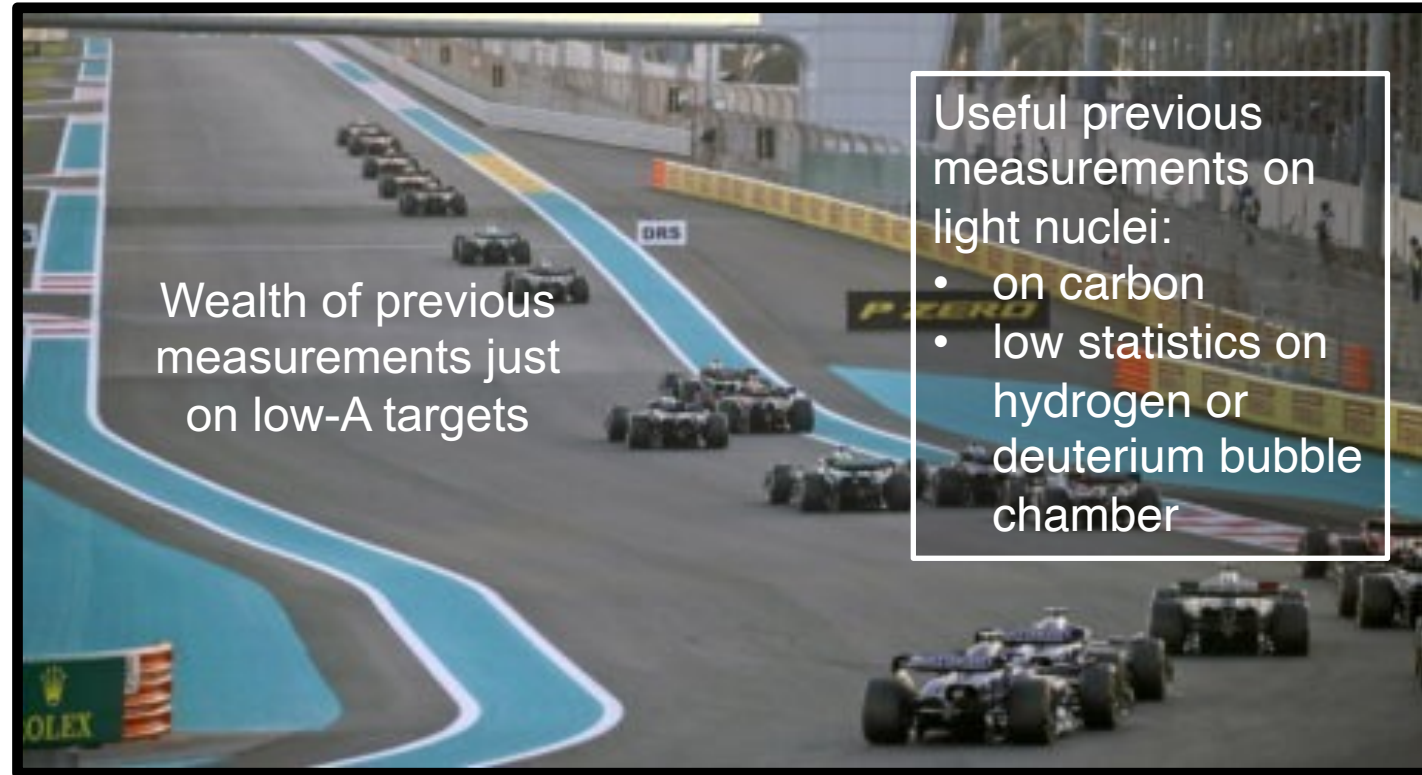 Wealth of previous
measurements just
on low-A targets
Useful previous
measurements on
light nuclei:
• on carbon
• low statistics on
hydrogen or
deuterium bubble
chamber
DRS
P ZERO
OLEX